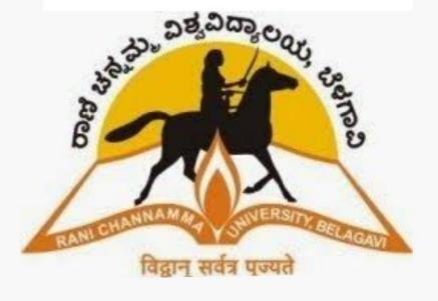 ರಾಣಿ ಚನ್ನಮ್ಮ ವಿಶ್ವವಿದ್ಯಾಲಯ, ಬೆಳಗಾವಿ
RANI CHANNAMMA UNIVERSITY, BELAGAVI
विद्वान् सर्वत्र पूज्यते